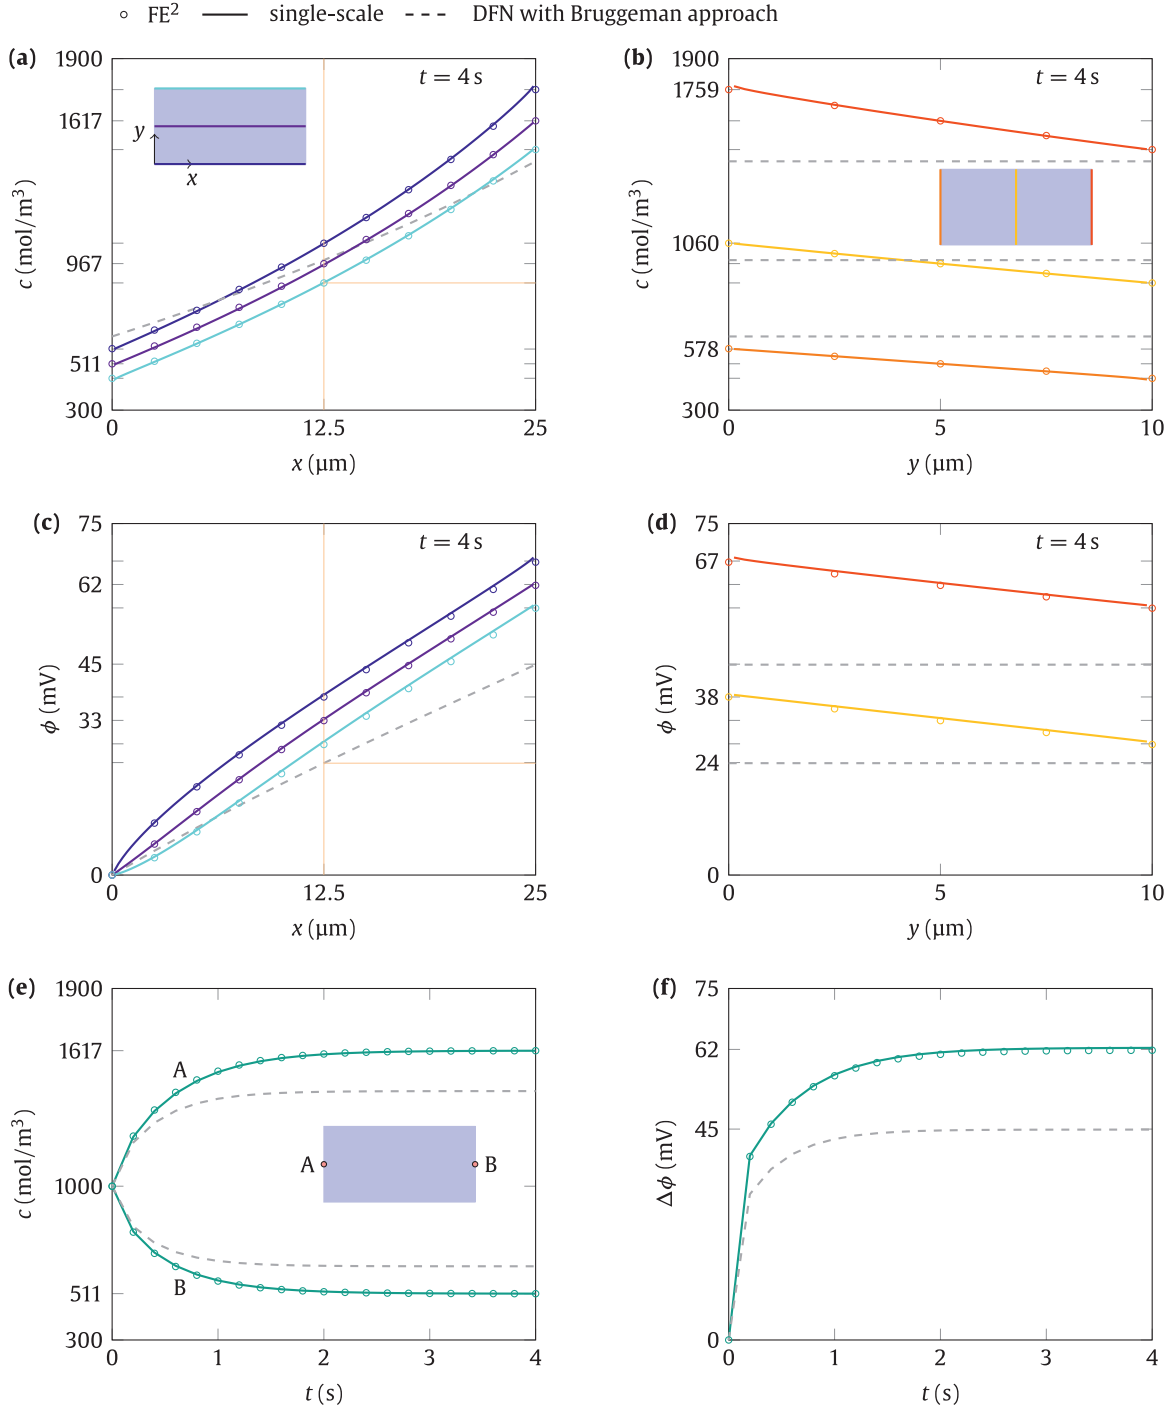 FE² single-scale DFN with Bruggeman approach
(a)
1900
1617
967
511
300
c (mol/m³)
t = 4 s
y
x
0 12.5 25
x (μm)
(b)
1900
1759
1060
578
300
c (mol/m³)
t = 4 s
0 5 10
y (μm)
(c)
75
62
45
33
0
ϕ (mV)
t = 4 s
0 12.5 25
x (μm)
(d)
75
67
38
24
0
ϕ (mV)
t = 4 s
0 5 10
y (μm)
(e)
1900
1617
1000
511
300
c (mol/m³)
A
B
A B
0 1 2 3 4
t (s)
(f)
75
62
45
0
Δϕ (mV)
0 1 2 3 4
t (s)